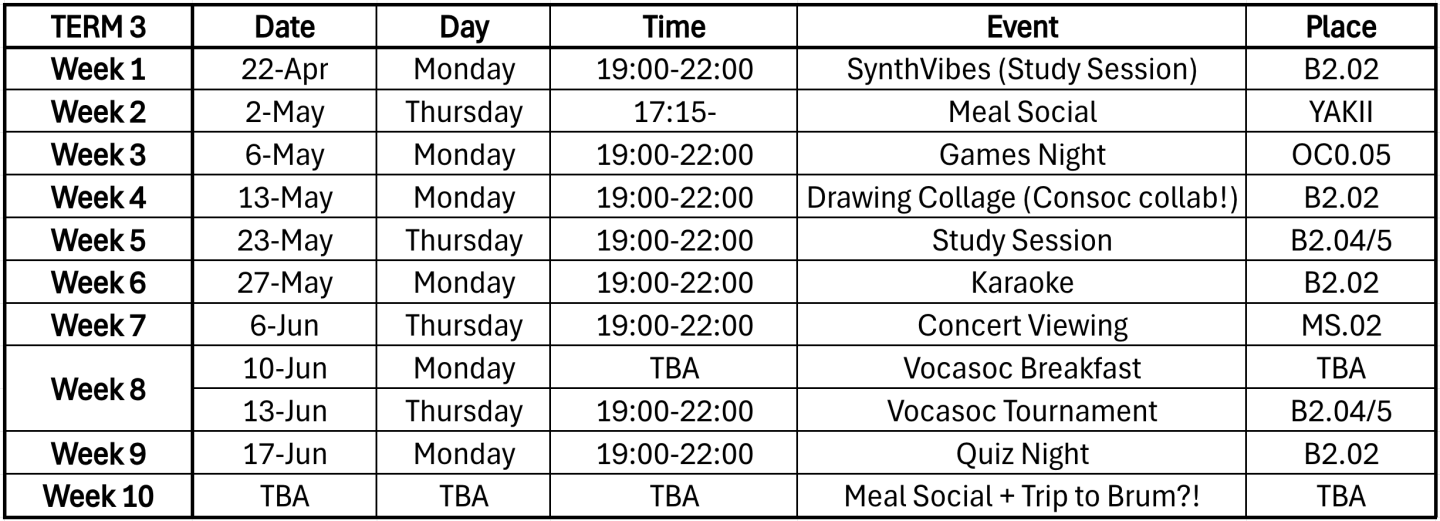 TERM 3 Date Day Time Event Place
Week 1 22-Apr Monday 19:00-22:00 SynthVibes (Study Session) B2.02
Week 2 2-May Thursday 17:15- Meal Social YAKII
Week 3 6-May Monday 19:00-22:00 Games Night OC0.05
Week 4 13-May Monday 19:00-22:00 Drawing Collage (Consoc collab!) B2.02
Week 5 23-May Thursday 19:00-22:00 Study Session B2.04/5
Week 6 27-May Monday 19:00-22:00 Karaoke B2.02
Week 7 6-Jun Thursday 19:00-22:00 Concert Viewing MS.02
Week 8 10-Jun Monday TBA Vocasoc Breakfast TBA
13-Jun Thursday 19:00-22:00 Vocasoc Tournament B2.04/5
Week 9 17-Jun Monday 19:00-22:00 Quiz Night B2.02
Week 10 TBA TBA TBA Meal Social + Trip to Brum?! TBA